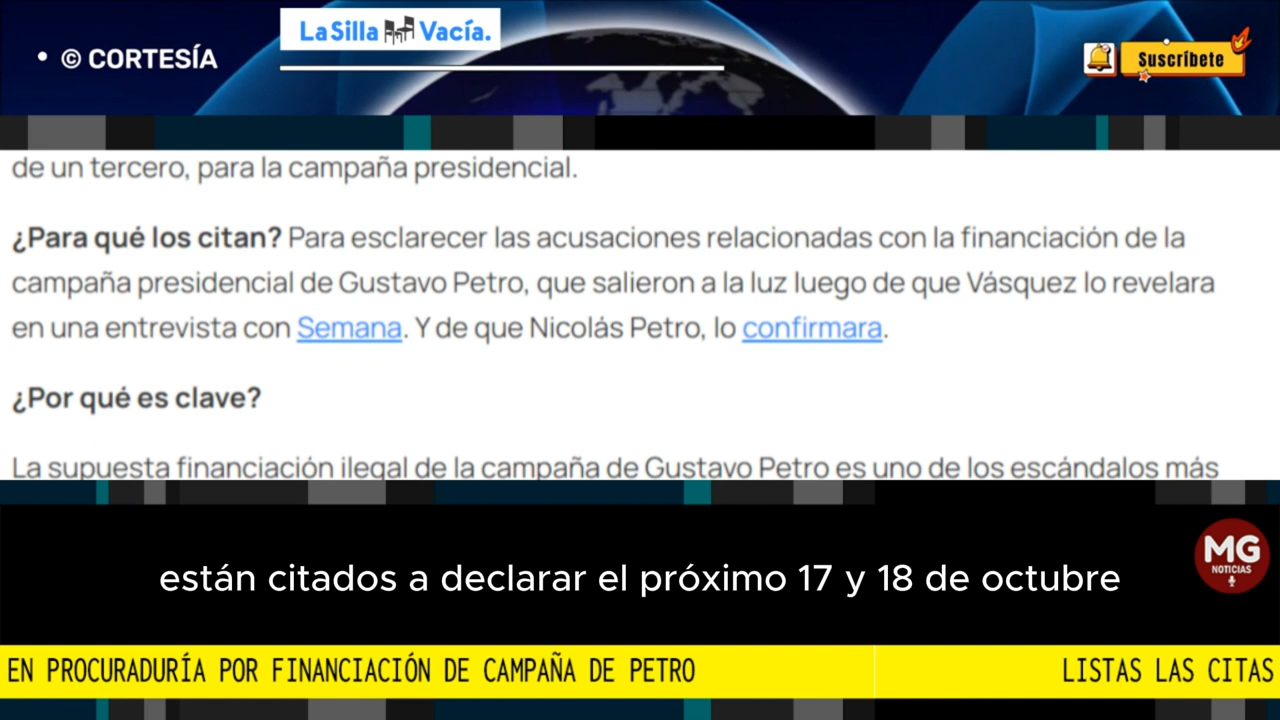 • © CORTESÍA
La Silla Vacía.
Suscríbete
de un tercero, para la campaña presidencial.
¿Para qué los citan? Para esclarecer las acusaciones relacionadas con la financiación de la
campaña presidencial de Gustavo Petro, que salieron a la luz luego de que Vásquez lo revelara
en una entrevista con Semana. Y de que Nicolás Petro, lo confirmara.
¿Por qué es clave?
La supuesta financiación ilegal de la campaña de Gustavo Petro es uno de los escándalos más
están citados a declarar el próximo 17 y 18 de octubre
MG
NOTICIAS
EN PROCURADURÍA POR FINANCIACIÓN DE CAMPAÑA DE PETRO
LISTAS LAS CITAS